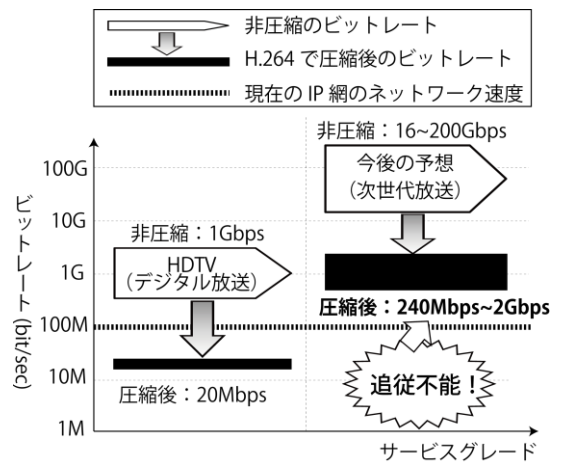 非圧縮のビットレート
H.264 で圧縮後のビットレート
現在の IP 網のネットワーク速度
非圧縮：16~200Gbps
100G
今後の予想
（次世代放送）
10G
非圧縮：1Gbps
HDTV
（デジタル放送）
1G
圧縮後：240Mbps~2Gbps
100M
追従不能！
10M
圧縮後：20Mbps
1M
ビットレート (bit/sec)
サービスグレード